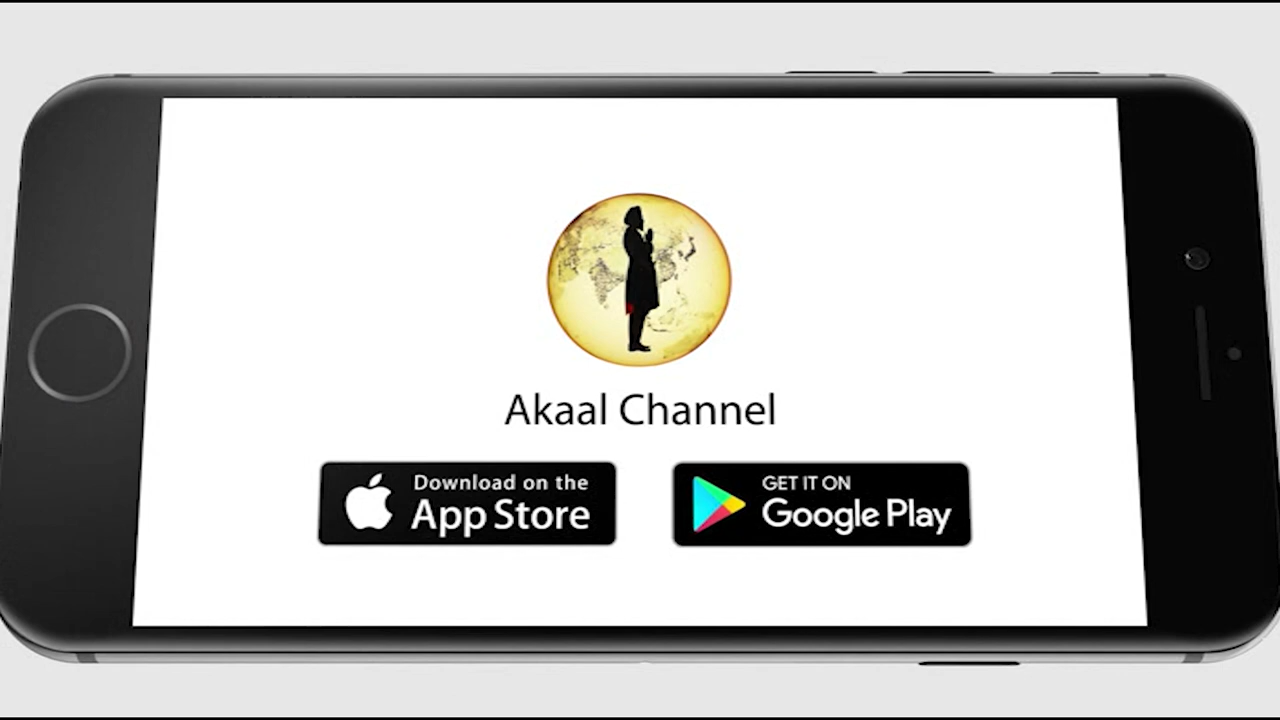 Akaal Channel
Download on the
App Store
GET IT ON
Google Play